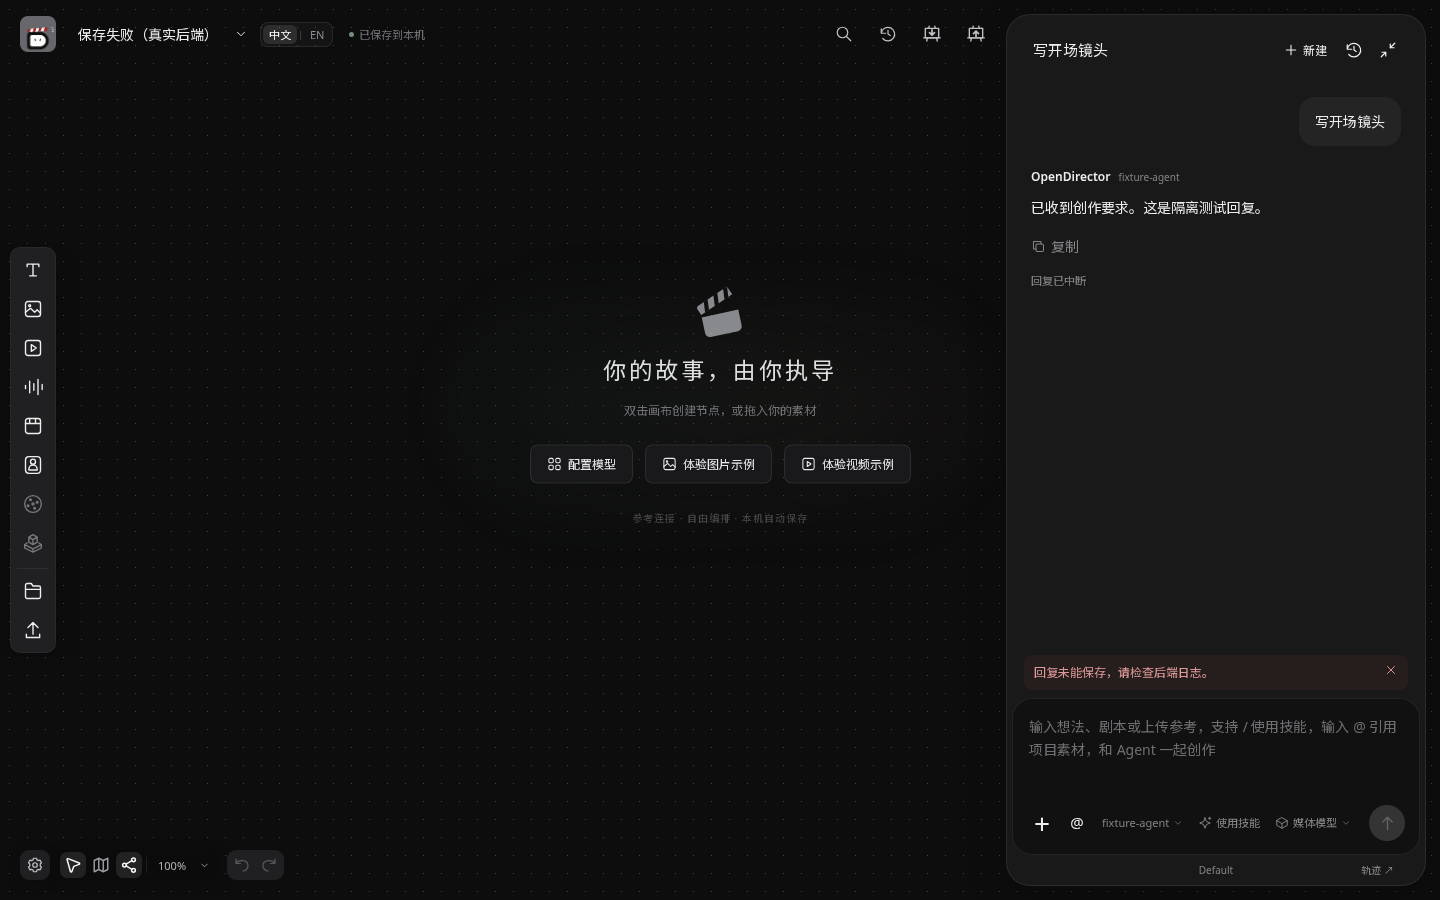 保存失败（真实后端）
中文 | EN
已保存到本机
写开场镜头
新建
写开场镜头
OpenDirector fixture-agent
已收到创作要求。这是隔离测试回复。
复制
回复已中断
你的故事，由你执导
双击画布创建节点，或拖入你的素材
配置模型
体验图片示例
体验视频示例
参考连接 · 自由编排 · 本机自动保存
回复未能保存，请检查后端日志。
输入想法、剧本或上传参考，支持 / 使用技能，输入 @ 引用
项目素材，和 Agent 一起创作
@ fixture-agent 使用技能 媒体模型
100%
Default
轨迹 ↗